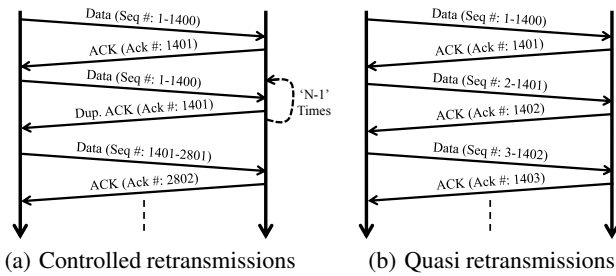 Data (Seq #: 1-1400)
ACK (Ack #: 1401)
Data (Seq #: 1-1400)
Dup. ACK (Ack #: 1401)
'N-1'
Times
Data (Seq #: 1401-2801)
ACK (Ack #: 2802)
(a) Controlled retransmissions
Data (Seq #: 1-1400)
ACK (Ack #: 1401)
Data (Seq #: 2-1401)
ACK (Ack #: 1402)
Data (Seq #: 3-1402)
ACK (Ack #: 1403)
(b) Quasi retransmissions